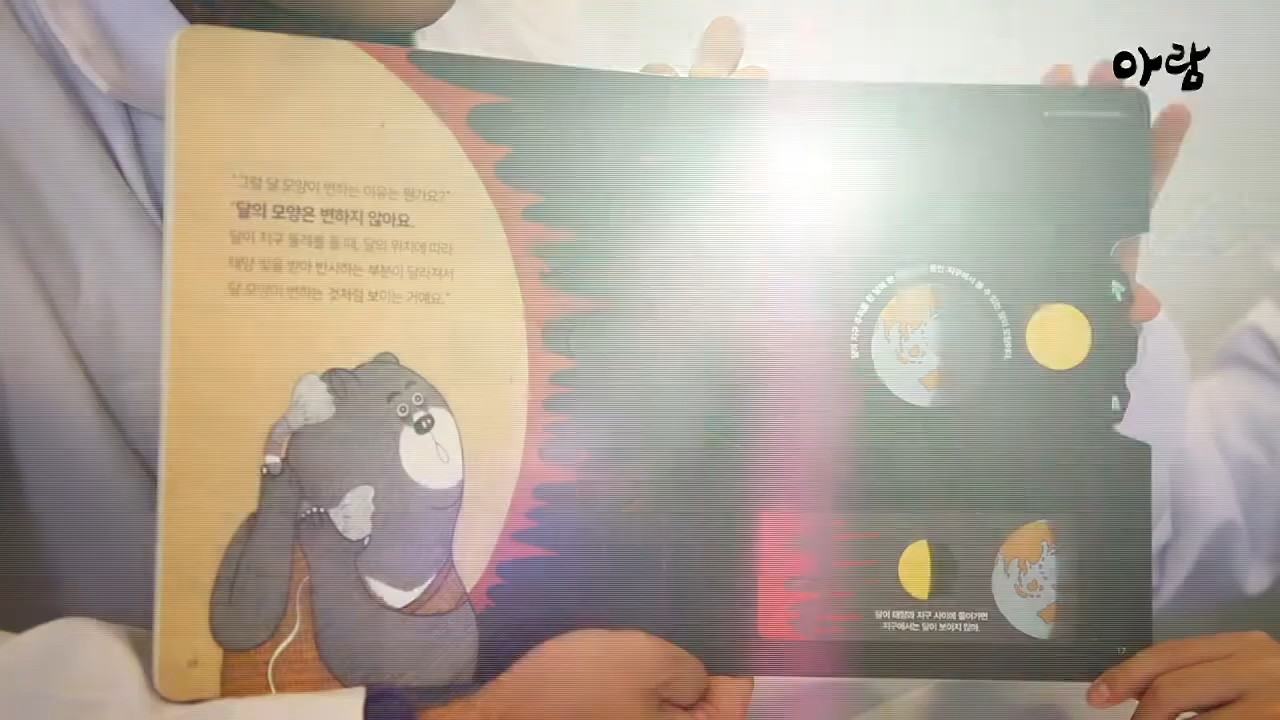 아람
"그럼 달 모양이 변하는 이유는 뭔가요?"
"달의 모양은 변하지 않아요.
달이 지구 둘레를 돌 때, 달의 위치에 따라
태양 빛을 받아 반사하는 부분이 달라져서
달 모양이 변하는 것처럼 보이는 거예요."
달이 태양과 지구 사이에 들어가면
지구에서는 달이 보이지 않아.
17